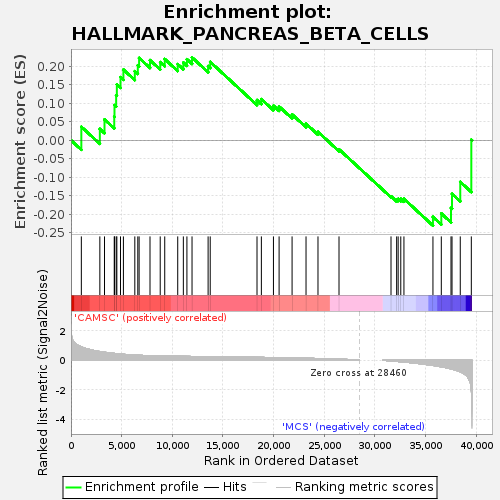 Enrichment plot:
HALLMARK_PANCREAS_BETA_CELLS
Enrichment score (ES)
0.20
0.15
0.10
0.05
0.00
-0.05
-0.10
-0.15
-0.20
-0.25
'CAMSC' (positively correlated)
Ranked list metric (Signal2Noise)
2
0
-2
-4
Zero cross at 28460
'MCS' (negatively correlated)
0 5,000 10,000 15,000 20,000 25,000 30,000 35,000 40,000
Rank in Ordered Dataset
Enrichment profile Hits Ranking metric scores